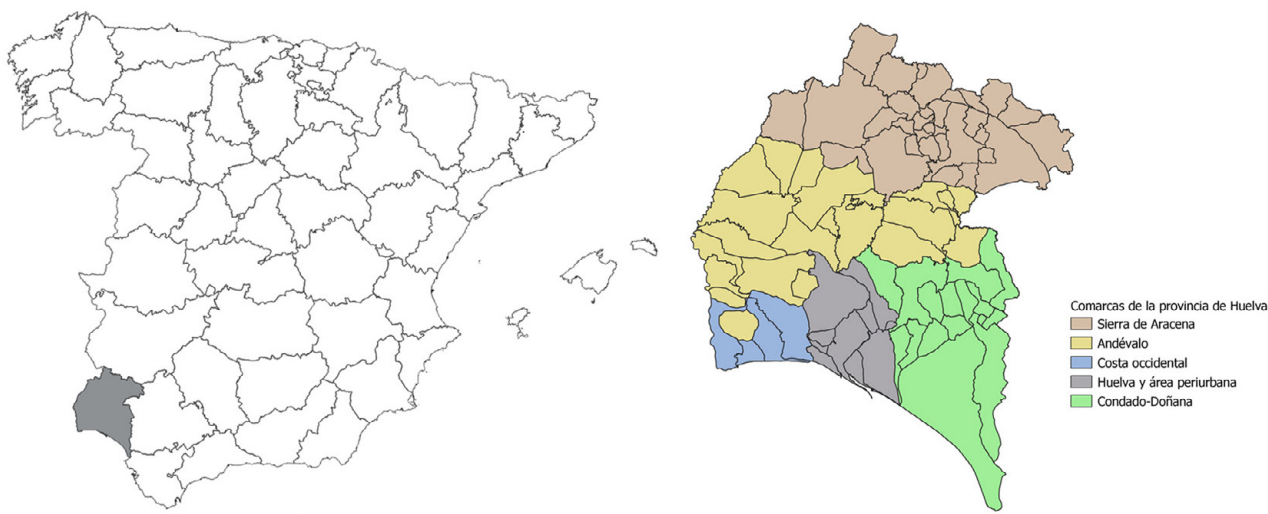 Comarcas de la provincia de Huelva
Sierra de Aracena
Andévalo
Costa occidental
Huelva y área periurbana
Condado-Doñana